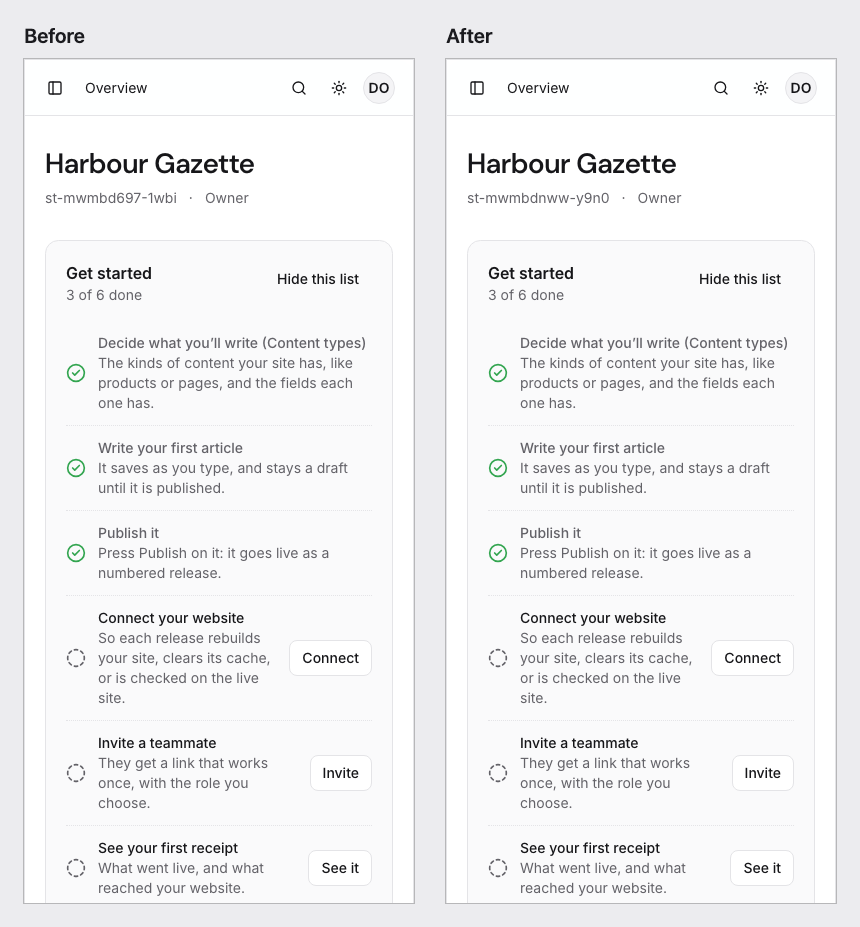 Before
Overview
DO
Harbour Gazette
st-mwmbd697-1wbi · Owner
Get started
Hide this list
3 of 6 done
Decide what you’ll write (Content types)
The kinds of content your site has, like
products or pages, and the fields each
one has.
Write your first article
It saves as you type, and stays a draft
until it is published.
Publish it
Press Publish on it: it goes live as a
numbered release.
Connect your website
So each release rebuilds
your site, clears its cache,
or is checked on the live
site.
Connect
Invite a teammate
They get a link that works
once, with the role you
choose.
Invite
See your first receipt
What went live, and what
reached your website.
See it
After
Overview
DO
Harbour Gazette
st-mwmbdnww-y9n0 · Owner
Get started
Hide this list
3 of 6 done
Decide what you’ll write (Content types)
The kinds of content your site has, like
products or pages, and the fields each
one has.
Write your first article
It saves as you type, and stays a draft
until it is published.
Publish it
Press Publish on it: it goes live as a
numbered release.
Connect your website
So each release rebuilds
your site, clears its cache,
or is checked on the live
site.
Connect
Invite a teammate
They get a link that works
once, with the role you
choose.
Invite
See your first receipt
What went live, and what
reached your website.
See it